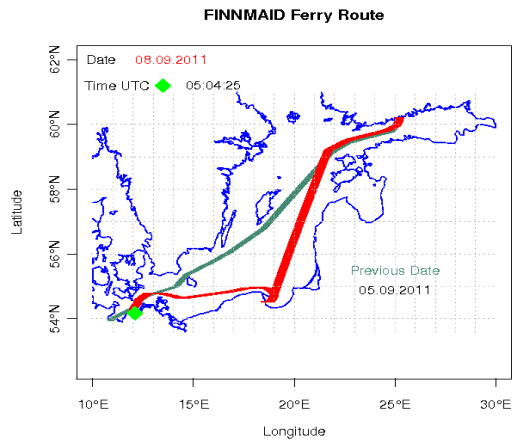 FINNMAID Ferry Route
Date 08.09.2011
Time UTC 05:04:25
62°N
60°N
58°N
56°N
54°N
Latitude
Previous Date
05.09.2011
10°E 15°E 20°E 25°E 30°E
Longitude